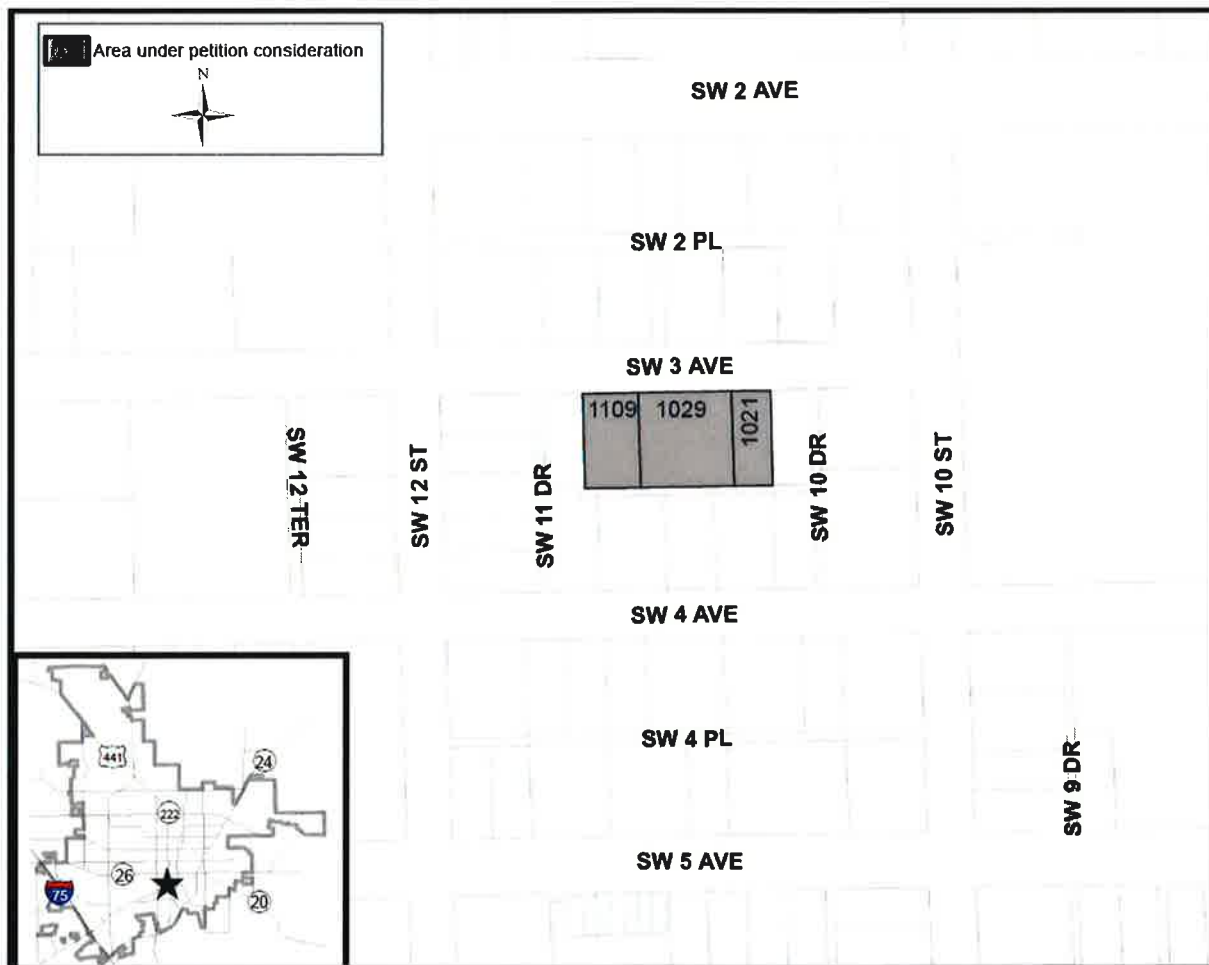 Area under petition consideration
N
SW 2 AVE
SW 2 PL
SW 3 AVE
1109
1029
1021
SW 12 TER
SW 12 ST
SW 11 DR
SW 10 DR
SW 10 ST
SW 4 AVE
SW 4 PL
SW 9 DR
SW 5 AVE
441
24
222
26
75
20